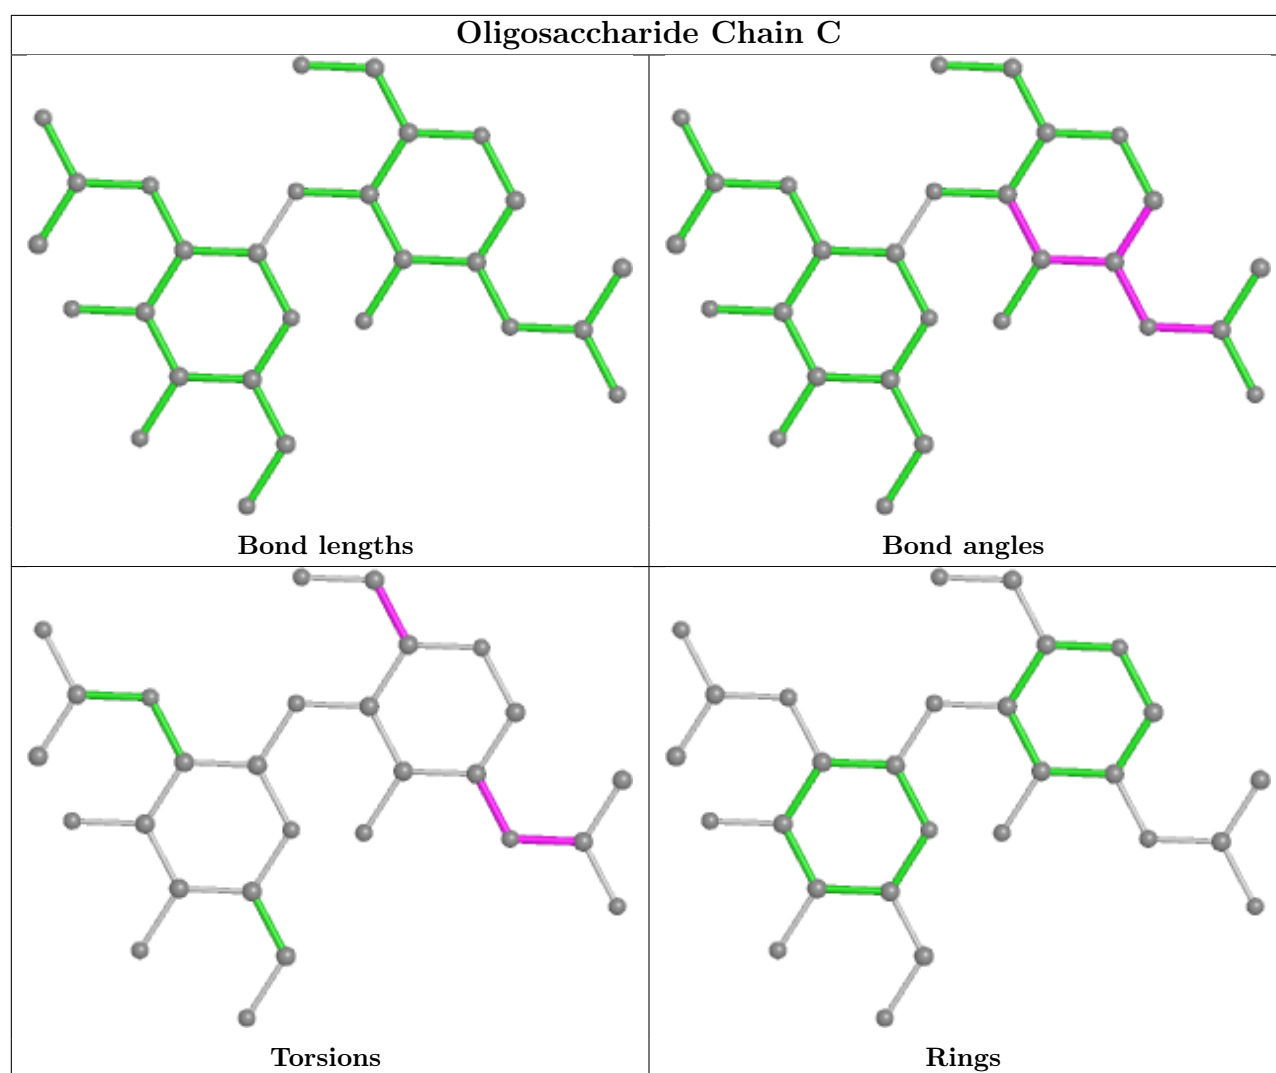 Oligosaccharide Chain C
Bond lengths
Bond angles
Torsions
Rings